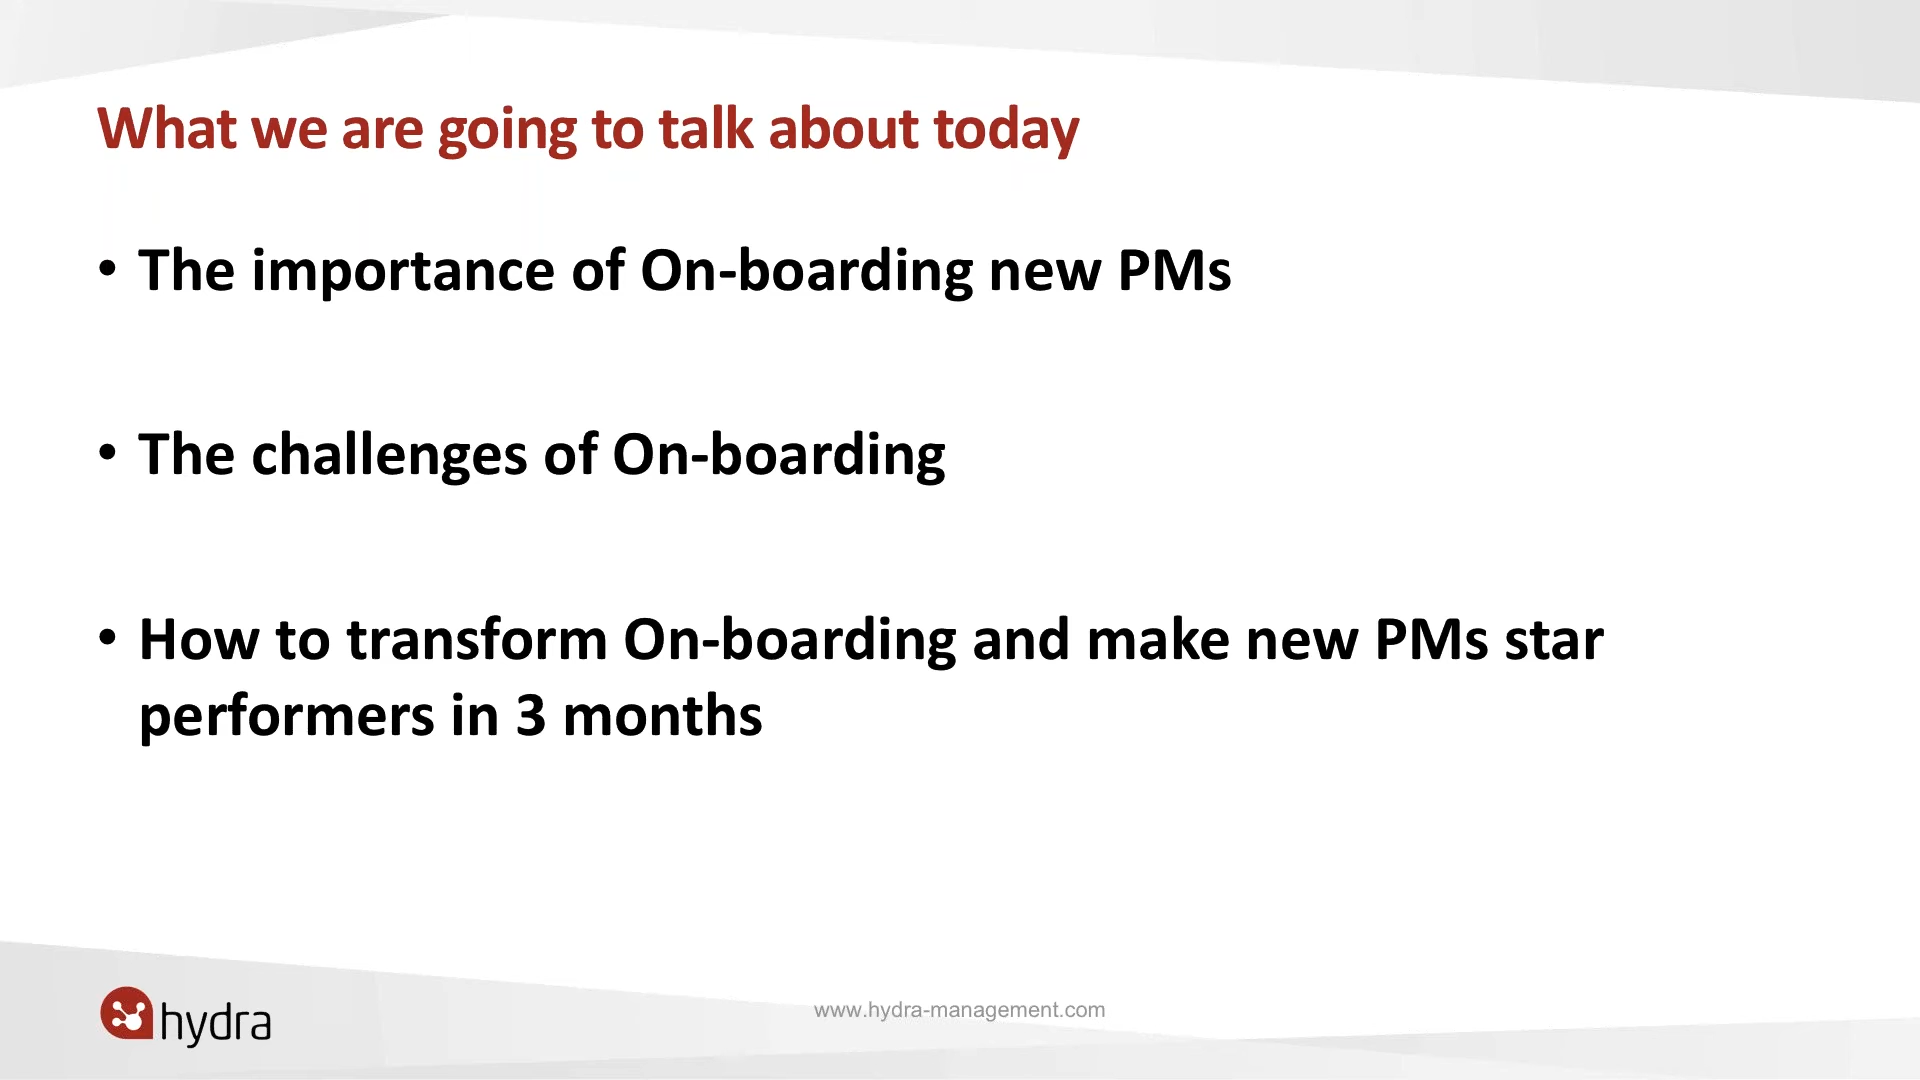 What we are going to talk about today
• The importance of On-boarding new PMs
• The challenges of On-boarding
• How to transform On-boarding and make new PMs star
performers in 3 months
hydra
www.hydra-management.com